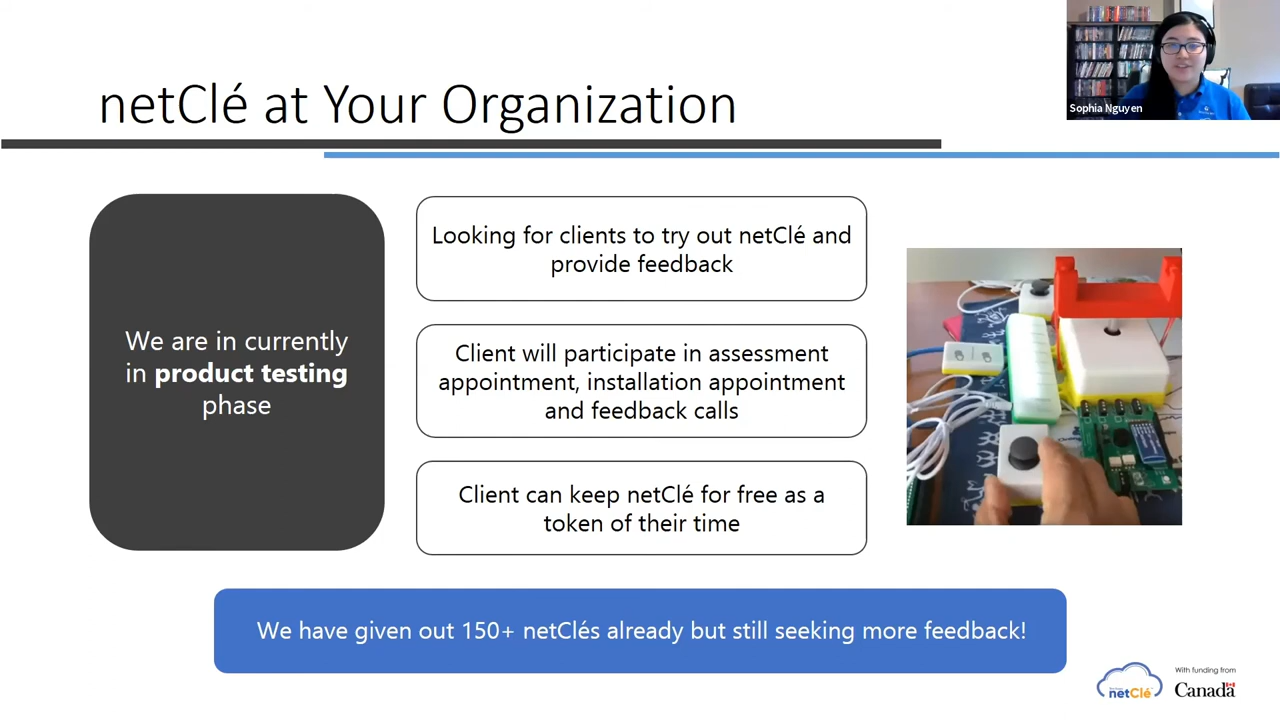 netClé at Your Organization
Sophia Nguyen
We are in currently
in product testing
phase
Looking for clients to try out netClé and
provide feedback
Client will participate in assessment
appointment, installation appointment
and feedback calls
Client can keep netClé for free as a
token of their time
We have given out 150+ netClés already but still seeking more feedback!
netClé
With funding from
Canada